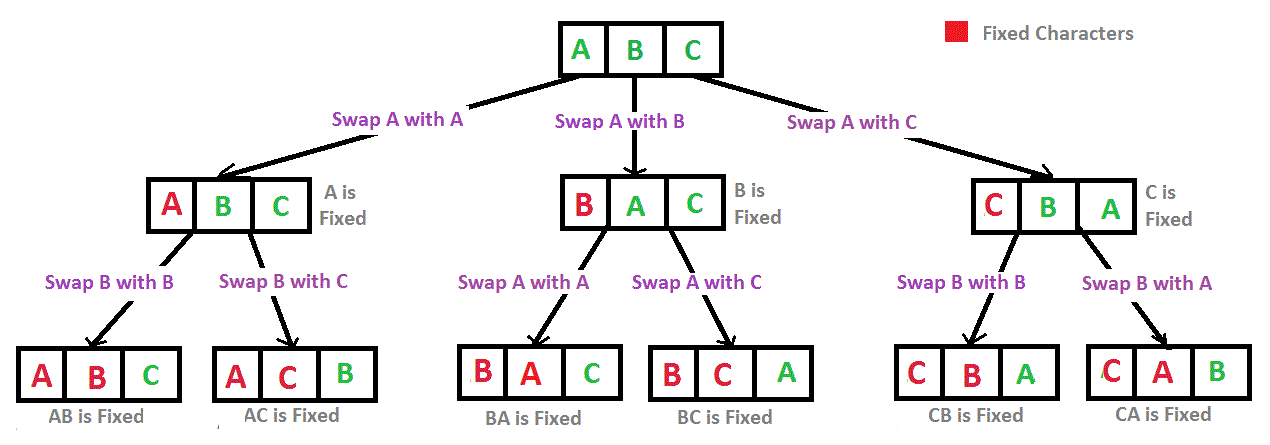 A B C
Fixed Characters
Swap A with A
Swap A with B
Swap A with C
A B C
A is
Fixed
B A C
B is
Fixed
C B A
C is
Fixed
Swap B with B
Swap B with C
Swap A with A
Swap A with C
Swap B with B
Swap B with A
A B C
A C B
B A C
B C A
C B A
C A B
AB is Fixed
AC is Fixed
BA is Fixed
BC is Fixed
CB is Fixed
CA is Fixed